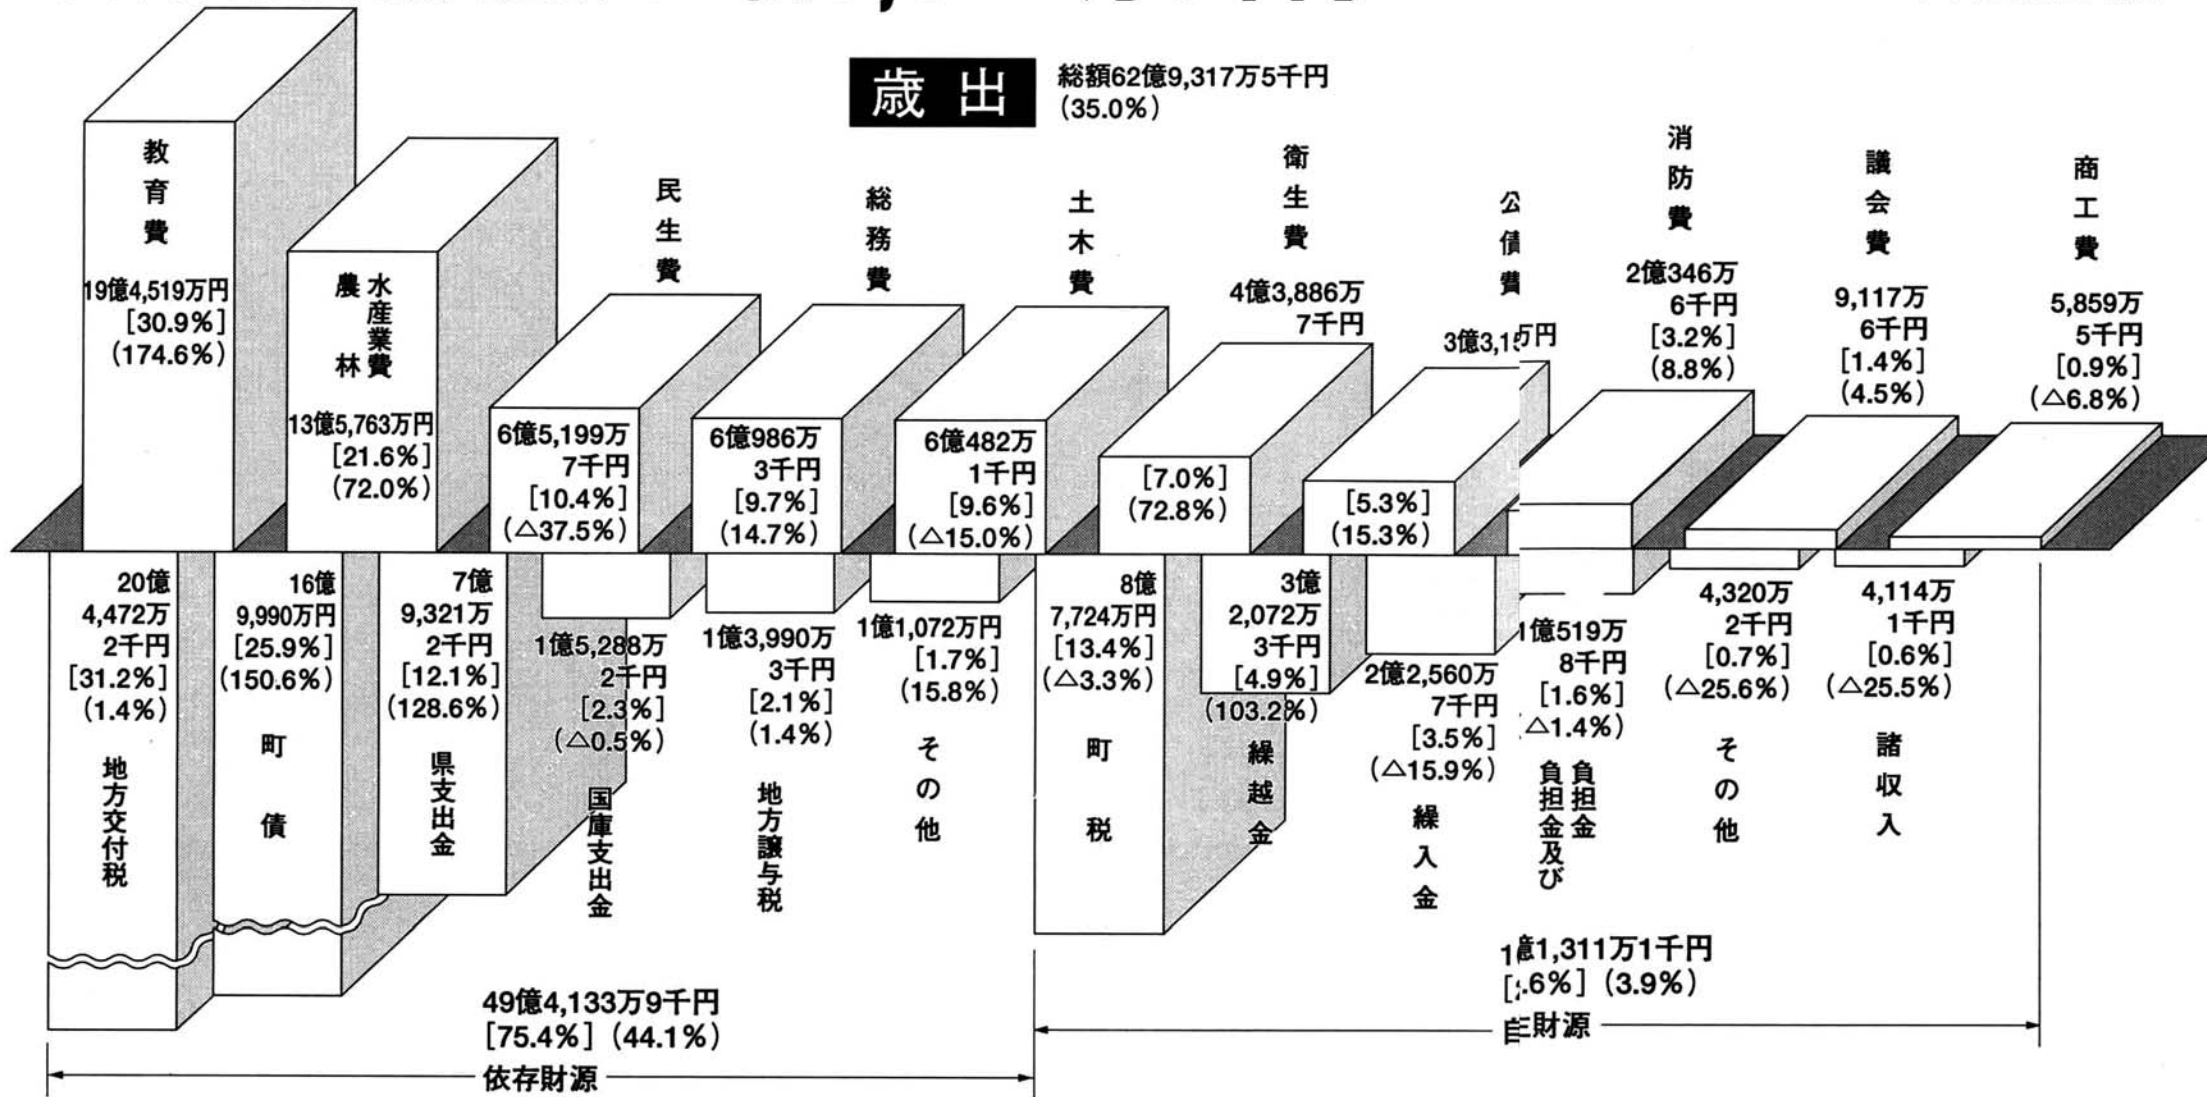 歳出
総額62億9,317万5千円
(35.0%)
教育費
19億4,519万円
[30.9%]
(174.6%)
農林
水産業費
13億5,763万円
[21.6%]
(72.0%)
民生費
6億5,199万
7千円
[10.4%]
(△37.5%)
総務費
6億986万
3千円
[9.7%]
(14.7%)
土木費
6億482万
1千円
[9.6%]
(△15.0%)
衛生費
4億3,886万
7千円
[7.0%]
(72.8%)
公債費
3億3,15万円
[5.3%]
(15.3%)
消防費
2億346万
6千円
[3.2%]
(8.8%)
議会費
9,117万
6千円
[1.4%]
(4.5%)
商工費
5,859万
5千円
[0.9%]
(△6.8%)
20億
4,472万
2千円
[31.2%]
(1.4%)
地方交付税
16億
9,990万円
[25.9%]
(150.6%)
町債
7億
9,321万
2千円
[12.1%]
(128.6%)
県支出金
1億5,288万
2千円
[2.3%]
(△0.5%)
国庫支出金
1億3,990万
3千円
[2.1%]
(1.4%)
地方譲与税
1億1,072万円
[1.7%]
(15.8%)
その他
8億
7,724万円
[13.4%]
(△3.3%)
町税
3億
2,072万
3千円
[4.9%]
(103.2%)
繰越金
2億2,560万
7千円
[3.5%]
(△15.9%)
繰入金
1億519万
8千円
[1.6%]
(△1.4%)
負担金及び
負担金
4,320万
2千円
[0.7%]
(△25.6%)
その他
4,114万
1千円
[0.6%]
(△25.5%)
諸収入
49億4,133万9千円
[75.4%] (44.1%)
依存財源
億1,311万1千円
.6%] (3.9%)
財源